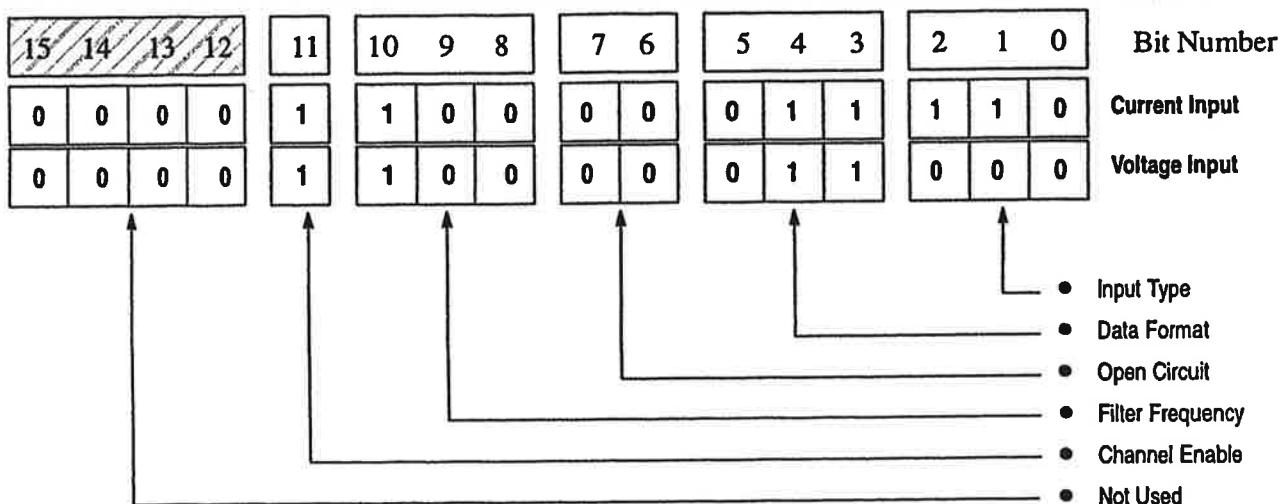 15 14 13 12 11 10 9 8 7 6 5 4 3 2 1 0 Bit Number
0 0 0 0 1 1 0 0 0 0 0 1 1 1 1 0 Current Input
0 0 0 0 1 1 0 0 0 0 0 1 1 0 0 0 Voltage Input
• Input Type
• Data Format
• Open Circuit
• Filter Frequency
• Channel Enable
• Not Used